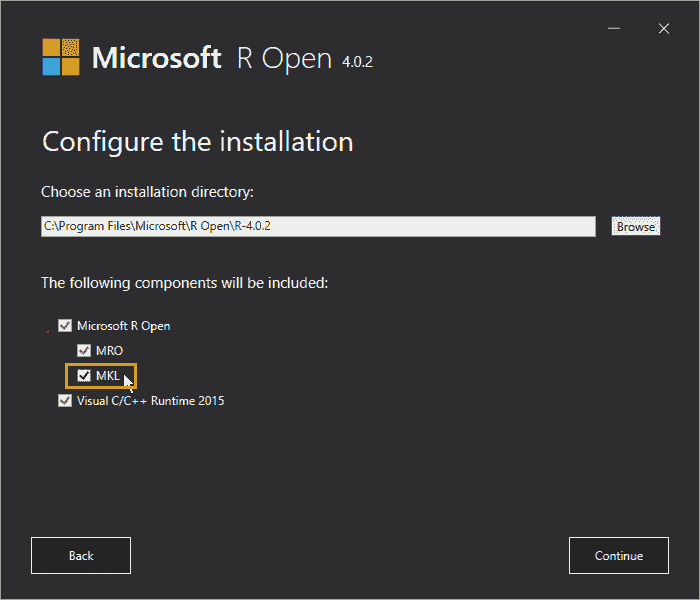 Microsoft R Open 4.0.2
Configure the installation
Choose an installation directory:
C:\Program Files\Microsoft\R Open\R-4.0.2 Browse
The following components will be included:
Microsoft R Open
MRO
MKL
Visual C/C++ Runtime 2015
Back Continue